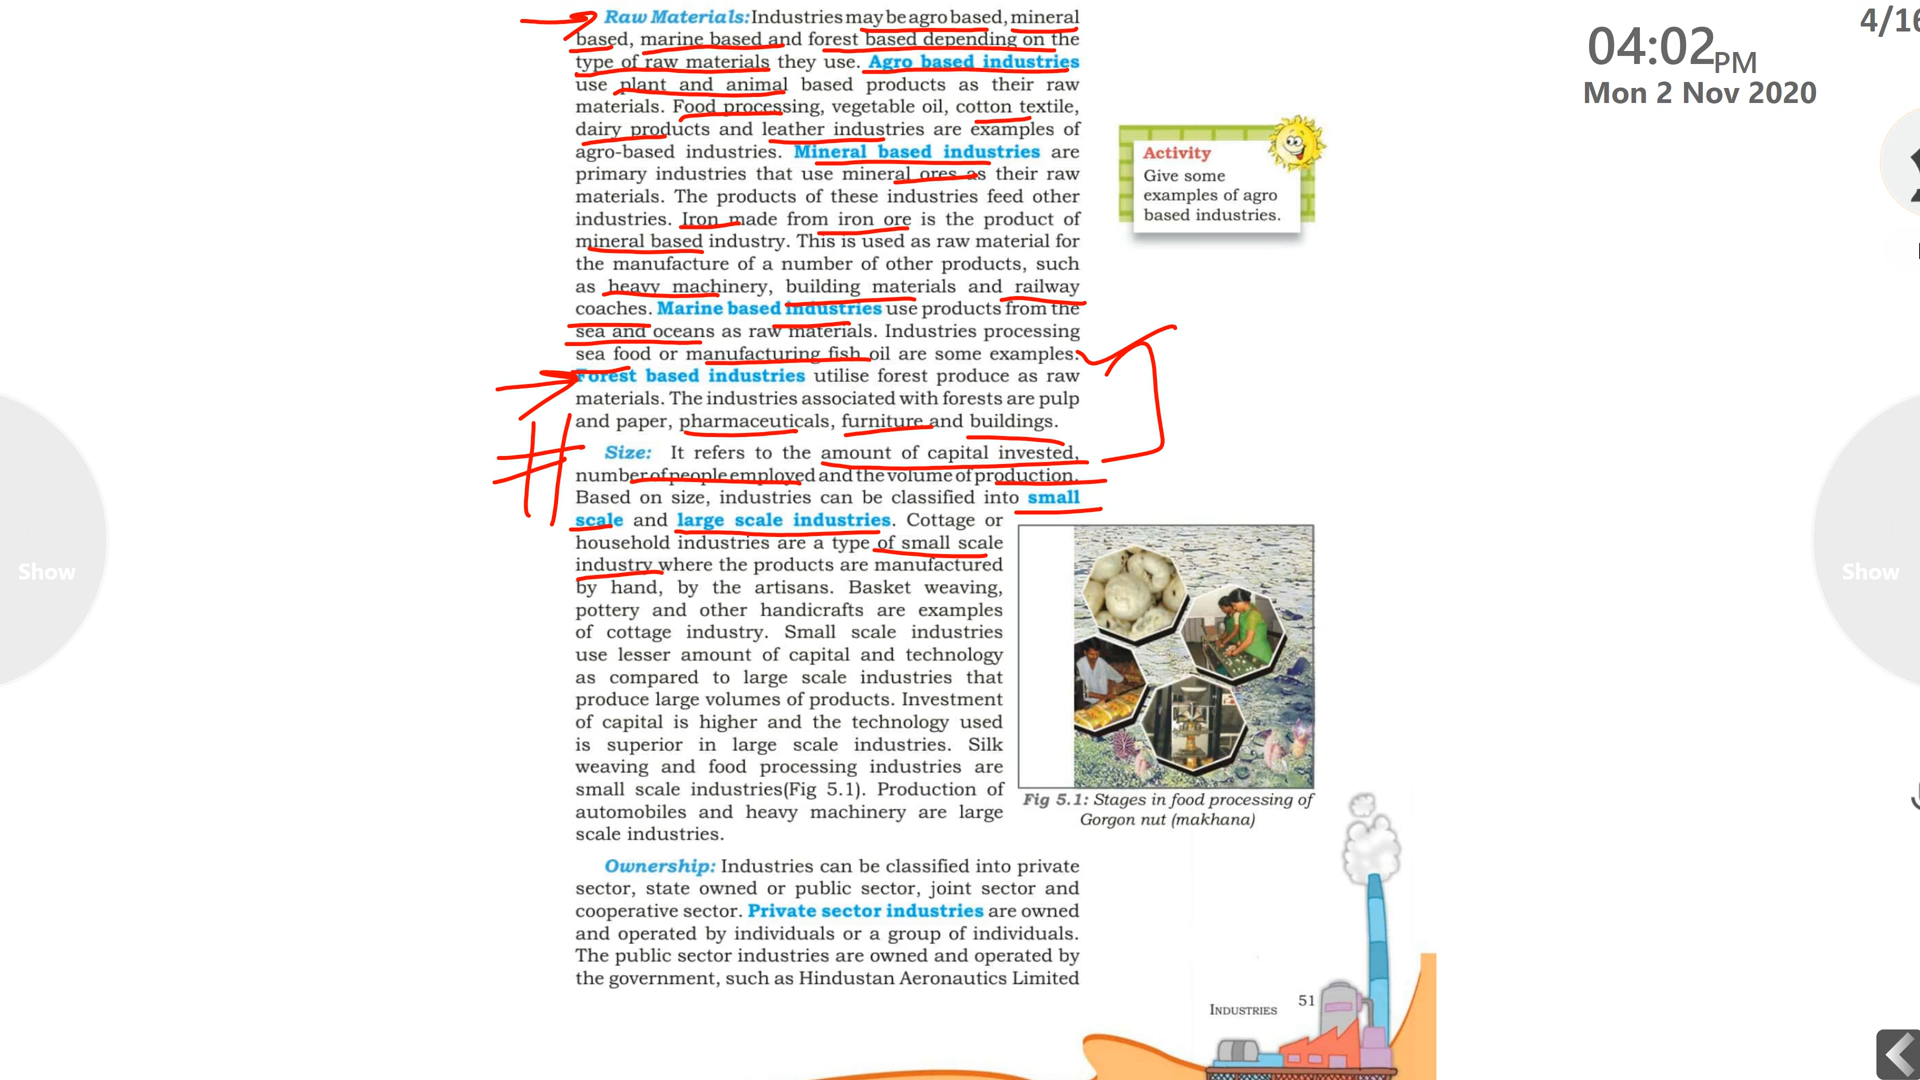 Raw Materials: Industries may be agro based, mineral
based, marine based and forest based depending on the
type of raw materials they use. Agro based industries
use plant and animal based products as their raw
materials. Food processing, vegetable oil, cotton textile,
dairy products and leather industries are examples of
agro-based industries. Mineral based industries are
primary industries that use mineral ores as their raw
materials. The products of these industries feed other
industries. Iron made from iron ore is the product of
mineral based industry. This is used as raw material for
the manufacture of a number of other products, such
as heavy machinery, building materials and railway
coaches. Marine based industries use products from the
sea and oceans as raw materials. Industries processing
sea food or manufacturing fish oil are some examples.
Forest based industries utilise forest produce as raw
materials. The industries associated with forests are pulp
and paper, pharmaceuticals, furniture and buildings.
Size: It refers to the amount of capital invested,
number of people employed and the volume of production.
Based on size, industries can be classified into small
scale and large scale industries. Cottage or
household industries are a type of small scale
industry where the products are manufactured
by hand, by the artisans. Basket weaving,
pottery and other handicrafts are examples
of cottage industry. Small scale industries
use lesser amount of capital and technology
as compared to large scale industries that
produce large volumes of products. Investment
of capital is higher and the technology used
is superior in large scale industries. Silk
weaving and food processing industries are
small scale industries(Fig 5.1). Production of
automobiles and heavy machinery are large
scale industries.
Ownership: Industries can be classified into private
sector, state owned or public sector, joint sector and
cooperative sector. Private sector industries are owned
and operated by individuals or a group of individuals.
The public sector industries are owned and operated by
the government, such as Hindustan Aeronautics Limited
Activity
Give some
examples of agro
based industries.
Fig 5.1: Stages in food processing of
Gorgon nut (makhana)
INDUSTRIES 51
04:02PM
Mon 2 Nov 2020
4/16
Show
Show